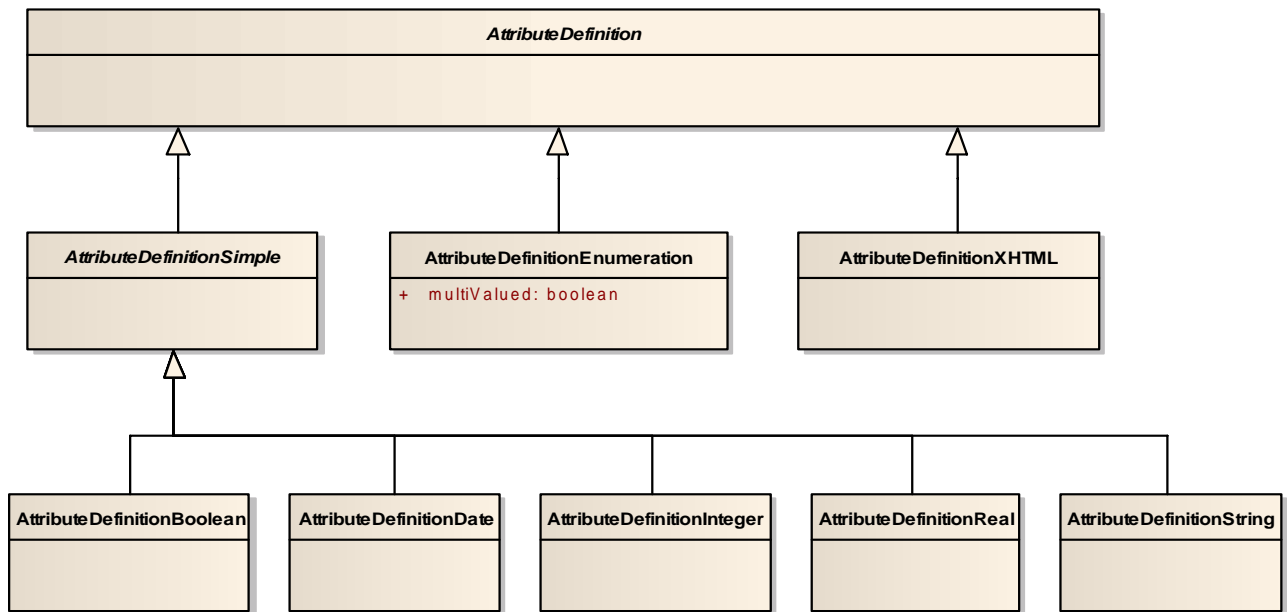 AttributeDefinition
AttributeDefinitionSimple
AttributeDefinitionEnumeration
+ multiValued: boolean
AttributeDefinitionXHTML
AttributeDefinitionBoolean
AttributeDefinitionDate
AttributeDefinitionInteger
AttributeDefinitionReal
AttributeDefinitionString